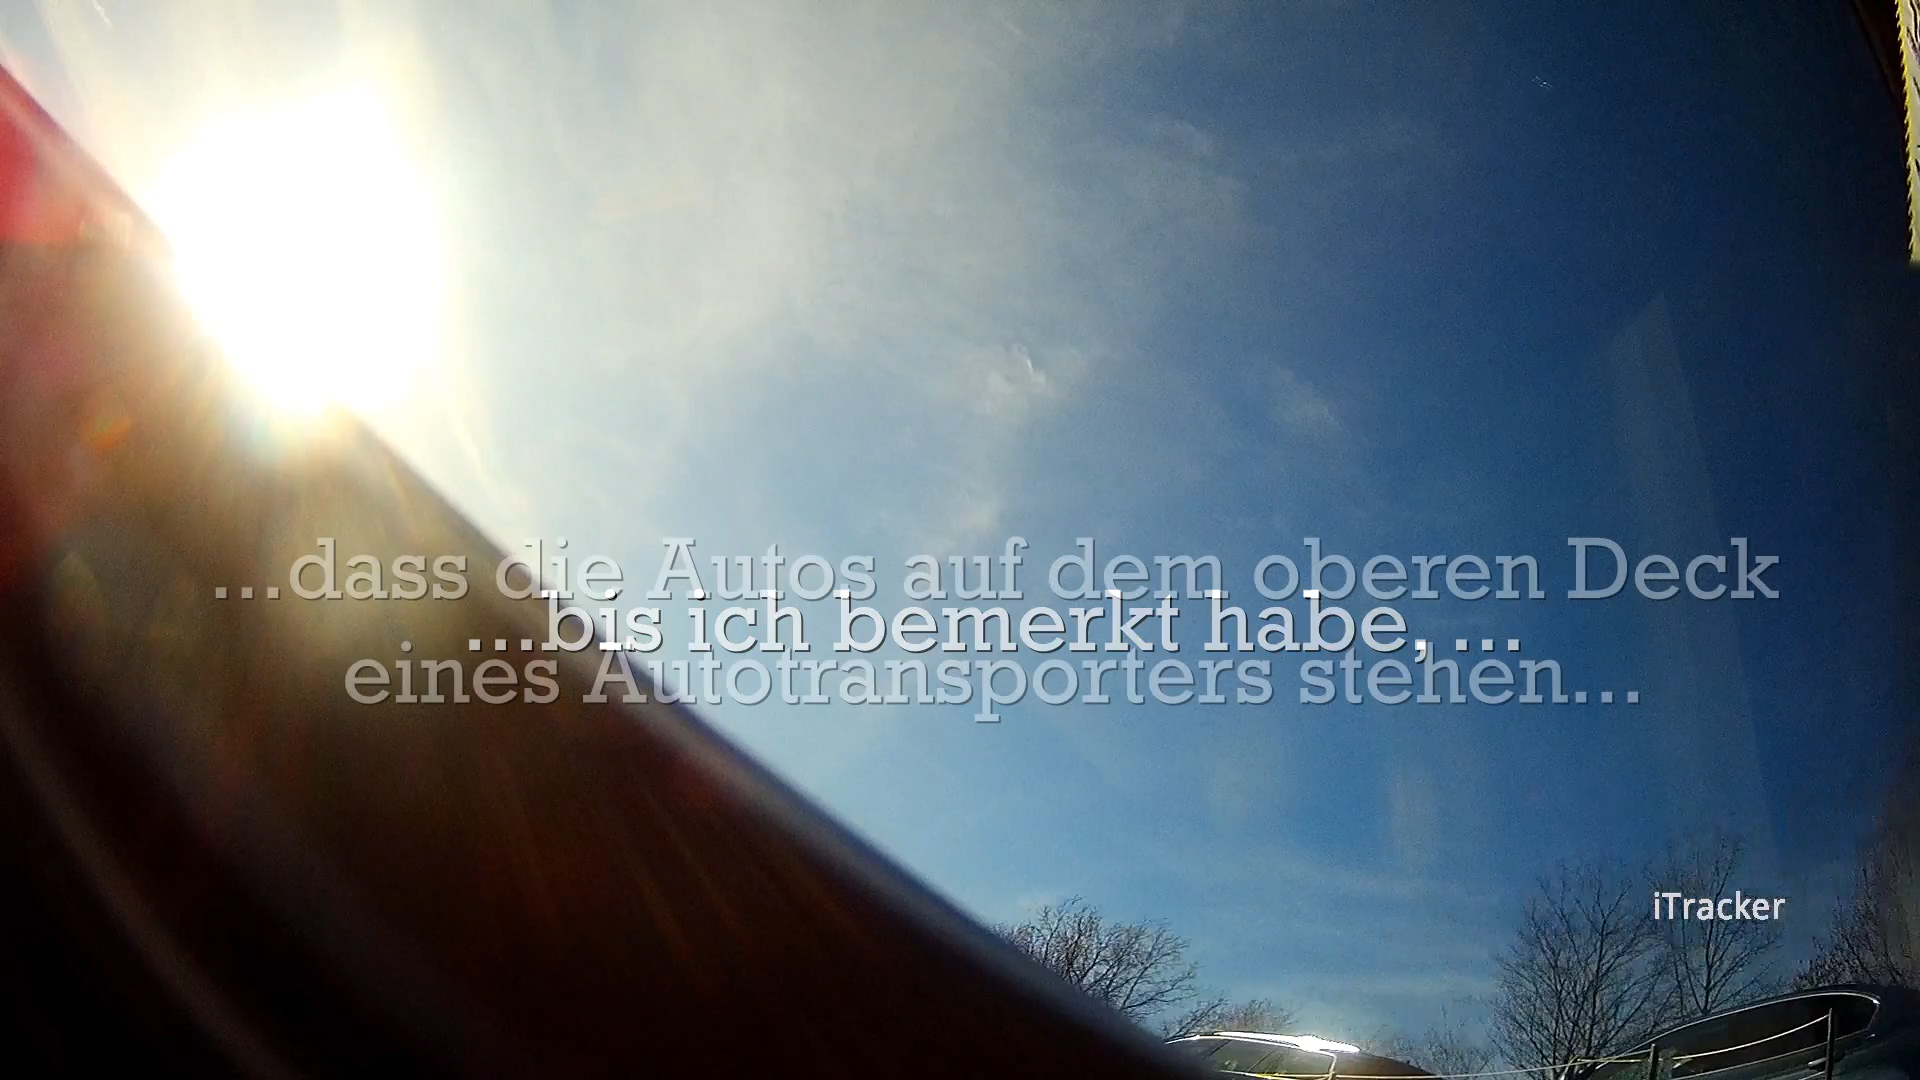 ...dass die Autos auf dem oberen Deck
...bis ich bemerkt habe, ...
eines Autotransporters stehen...
iTracker